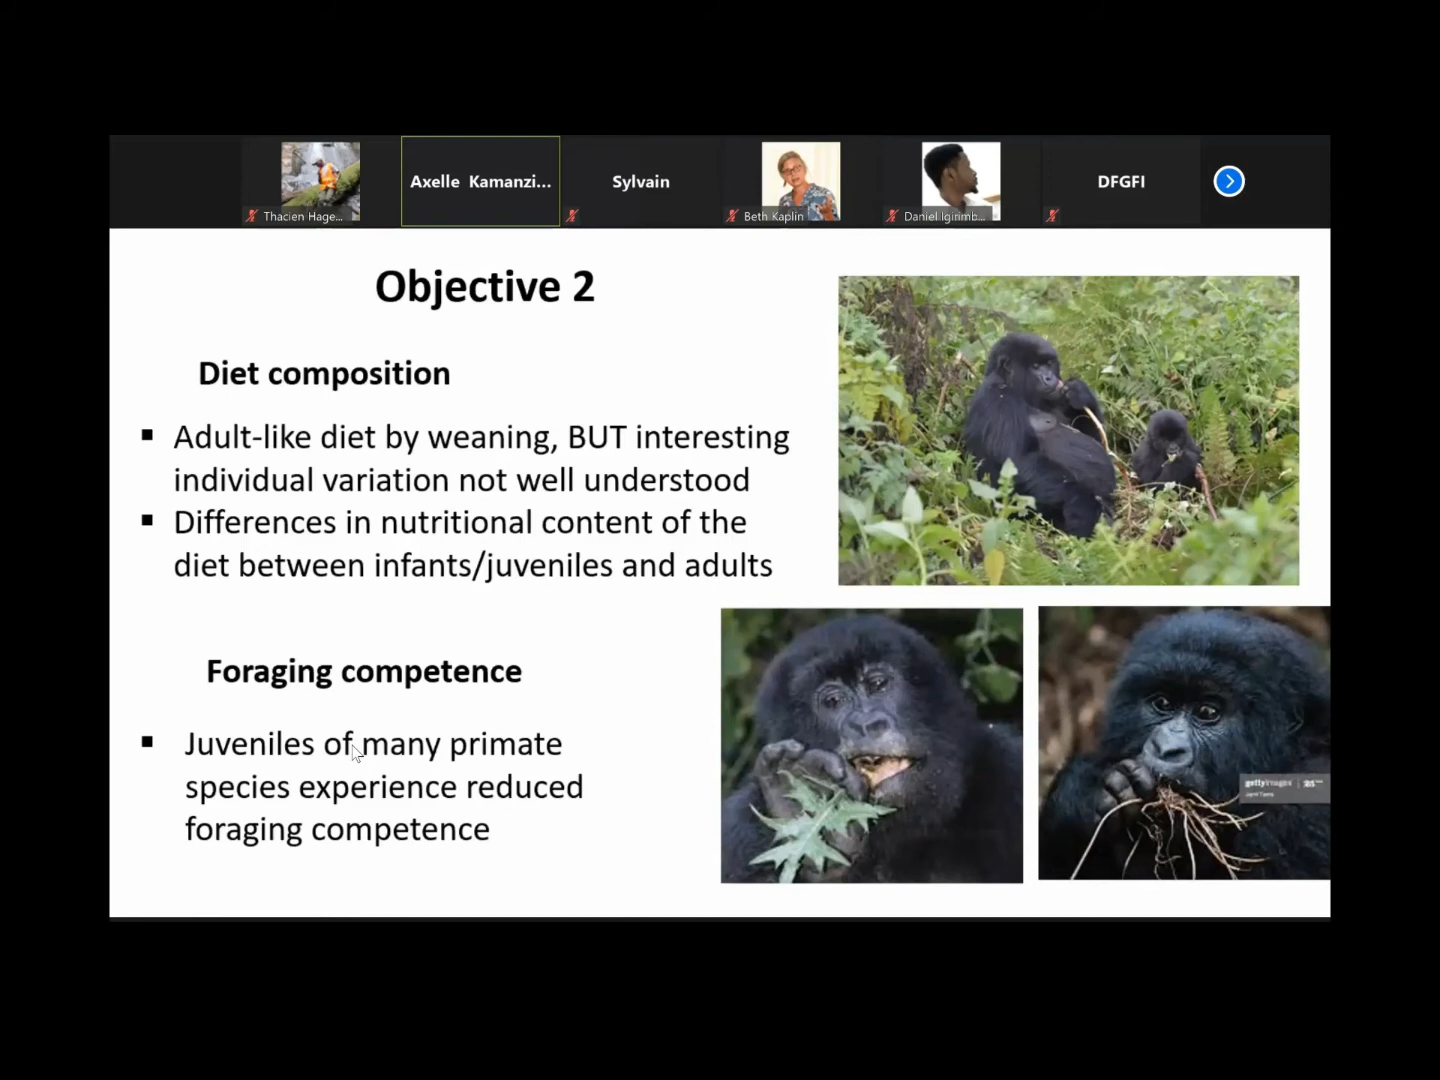 Thacien Hage...
Axelle Kamanzi...
Sylvain
Beth Kaplin
Daniel Igirimb...
DFGFI
Objective 2
Diet composition
▪ Adult-like diet by weaning, BUT interesting
individual variation not well understood
▪ Differences in nutritional content of the
diet between infants/juveniles and adults
Foraging competence
▪ Juveniles of many primate
species experience reduced
foraging competence
gettyimages